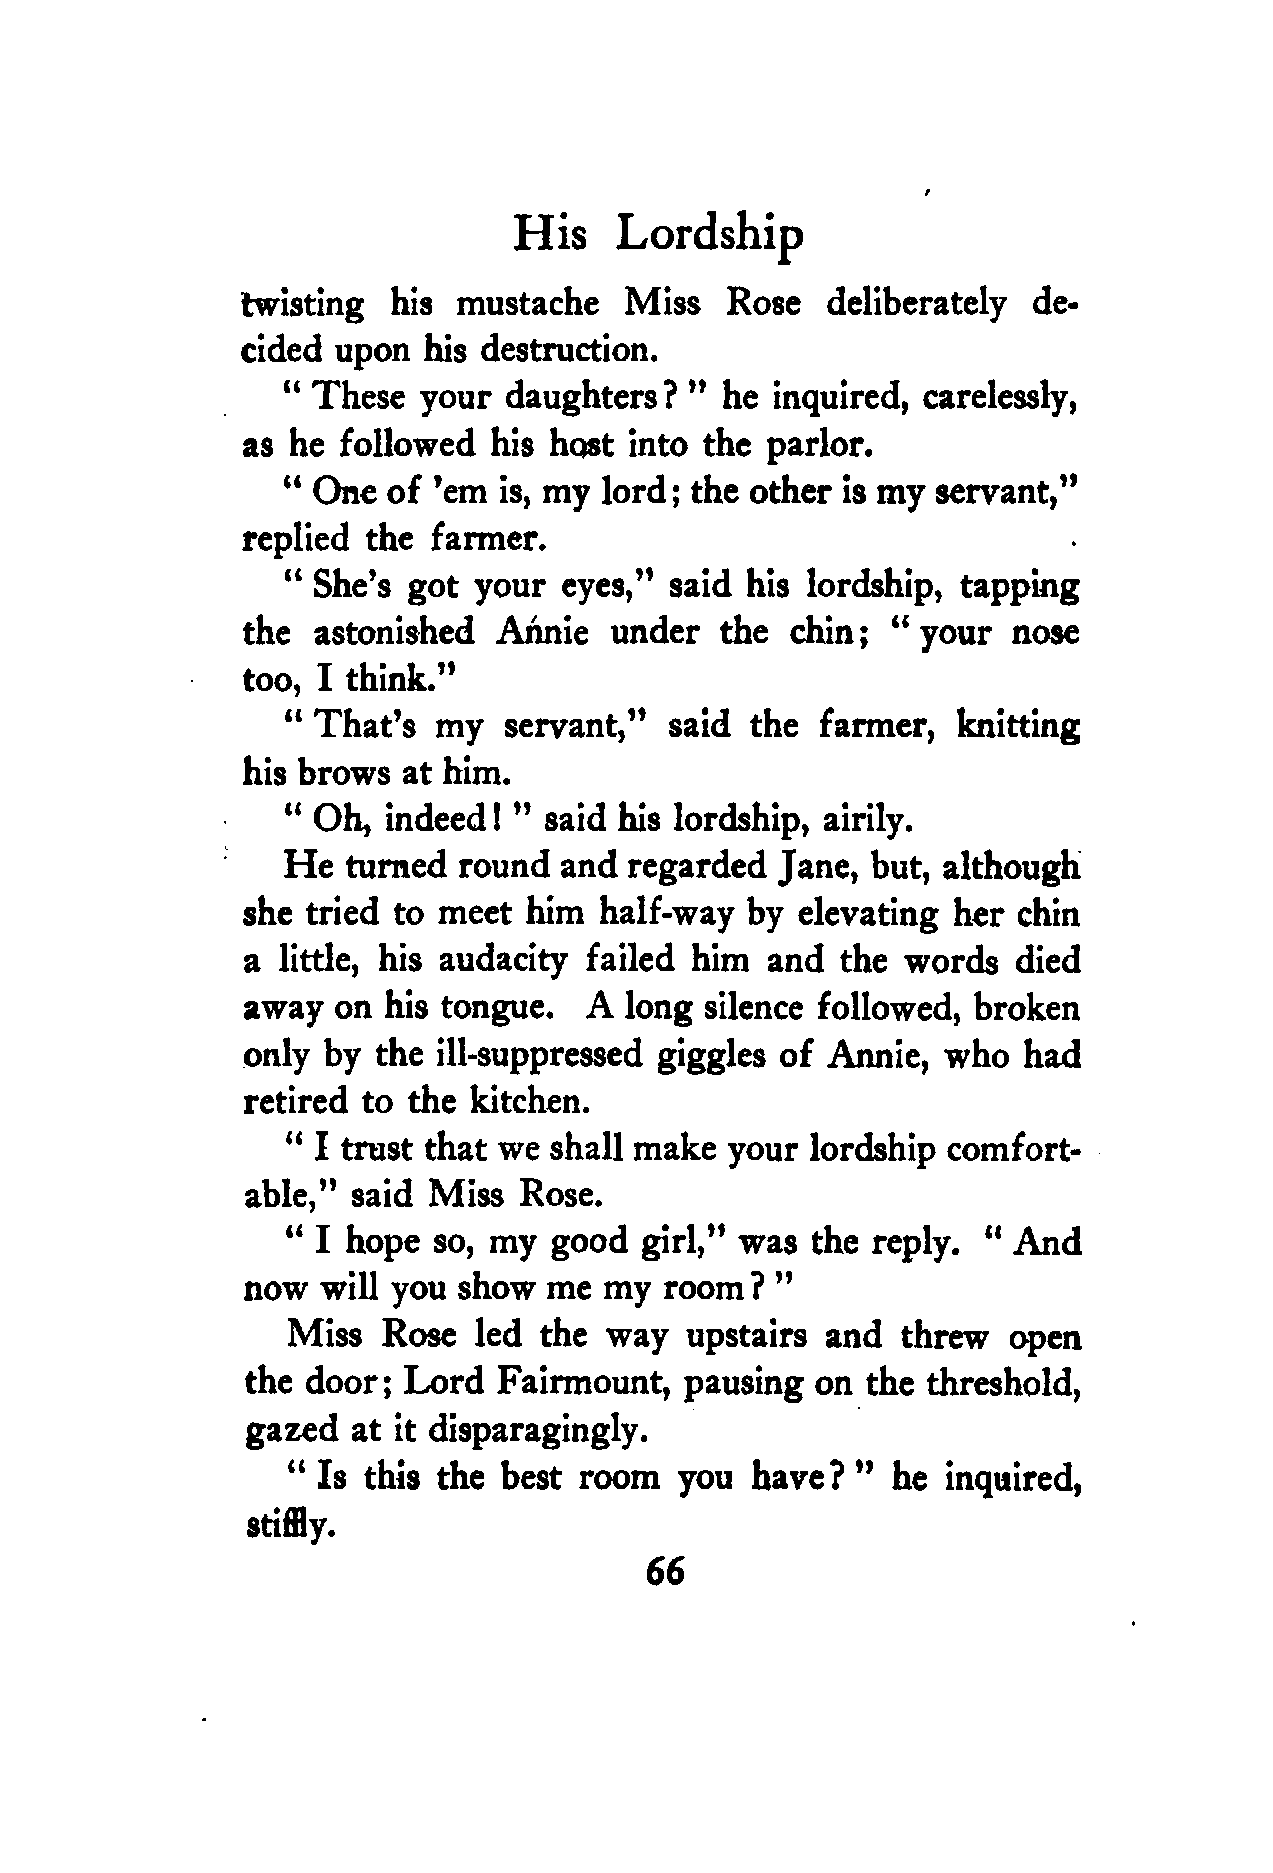 His Lordship
twisting his mustache Miss Rose deliberately de-
cided upon his destruction.
" These your daughters? " he inquired, carelessly,
as he followed his host into the parlor.
" One of 'em is, my lord; the other is my servant,"
replied the farmer.
" She's got your eyes," said his lordship, tapping
the astonished Annie under the chin; " your nose
too, I think."
" That's my servant," said the farmer, knitting
his brows at him.
" Oh, indeed! " said his lordship, airily.
He turned round and regarded Jane, but, although
she tried to meet him half-way by elevating her chin
a little, his audacity failed him and the words died
away on his tongue. A long silence followed, broken
only by the ill-suppressed giggles of Annie, who had
retired to the kitchen.
" I trust that we shall make your lordship comfort-
able," said Miss Rose.
" I hope so, my good girl," was the reply. " And
now will you show me my room? "
Miss Rose led the way upstairs and threw open
the door; Lord Fairmount, pausing on the threshold,
gazed at it disparagingly.
" Is this the best room you have? " he inquired,
stiffly.
66